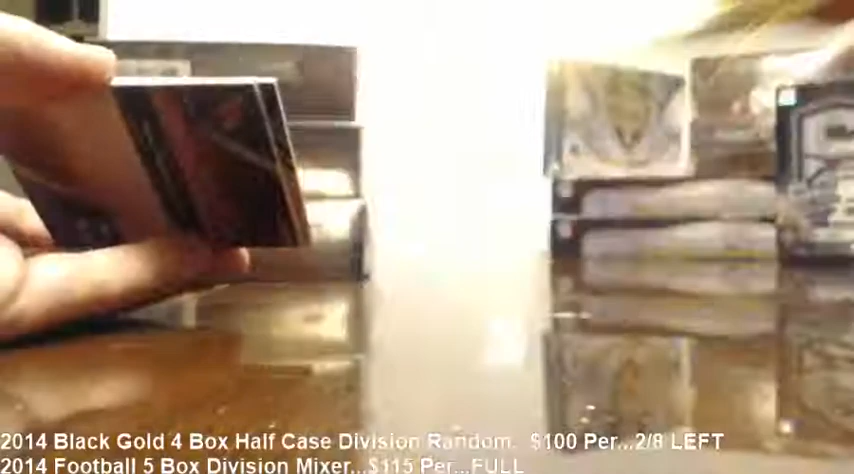 2014 Black Gold 4 Box Half Case Division Random.  $100 Per...2/8 LEFT
2014 Football 5 Box Division Mixer...$115 Per...FULL